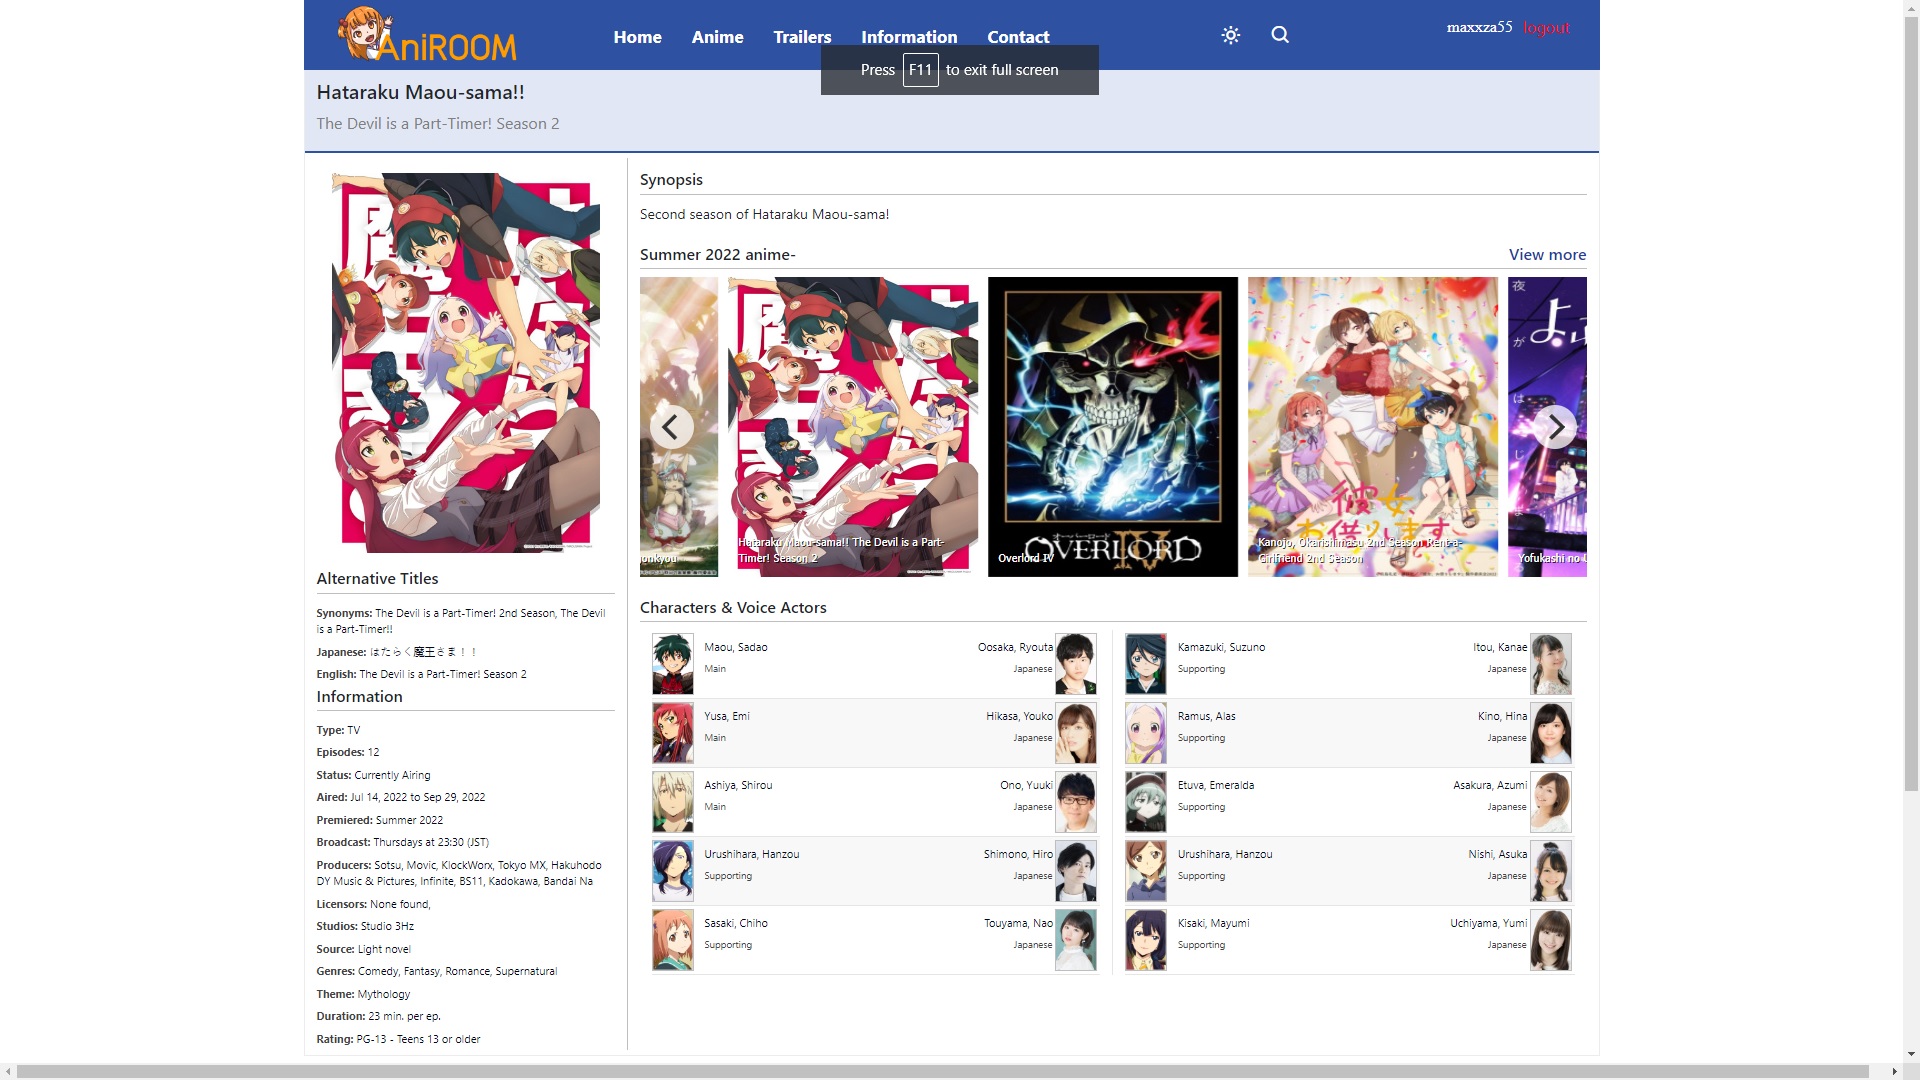 AniROOM
Home Anime Trailers Information Contact
maxxza55 logout
Press F11 to exit full screen
Hataraku Maou-sama!!
The Devil is a Part-Timer! Season 2
Synopsis
Second season of Hataraku Maou-sama!
Summer 2022 anime-
View more
Hataraku Maou-sama!! The Devil is a Part-
Timer! Season 2
OVERLORD IV
Overlord IV
彼女
お借りします
Kanojo, Okarishimasu 2nd Season Rent-a-
Girlfriend 2nd Season
Yofukashi no
Alternative Titles
Synonyms: The Devil is a Part-Timer! 2nd Season, The Devil
is a Part-Timer!!
Japanese: はたらく魔王さま！！
English: The Devil is a Part-Timer! Season 2
Information
Type: TV
Episodes: 12
Status: Currently Airing
Aired: Jul 14, 2022 to Sep 29, 2022
Premiered: Summer 2022
Broadcast: Thursdays at 23:30 (JST)
Producers: Sotsu, Movic, KlockWorx, Tokyo MX, Hakuhodo
DY Music & Pictures, Infinite, BS11, Kadokawa, Bandai Na
Licensors: None found,
Studios: Studio 3Hz
Source: Light novel
Genres: Comedy, Fantasy, Romance, Supernatural
Theme: Mythology
Duration: 23 min. per ep.
Rating: PG-13 - Teens 13 or older
Characters & Voice Actors
Maou, Sadao Oosaka, Ryouta
Main Japanese
Yusa, Emi Hikasa, Youko
Main Japanese
Ashiya, Shirou Ono, Yuuki
Main Japanese
Urushihara, Hanzou Shimono, Hiro
Supporting Japanese
Sasaki, Chiho Touyama, Nao
Supporting Japanese
Kamazuki, Suzuno Itou, Kanae
Supporting Japanese
Ramus, Alas Kino, Hina
Supporting Japanese
Etuva, Emeralda Asakura, Azumi
Supporting Japanese
Urushihara, Hanzou Nishi, Asuka
Supporting Japanese
Kisaki, Mayumi Uchiyama, Yumi
Supporting Japanese